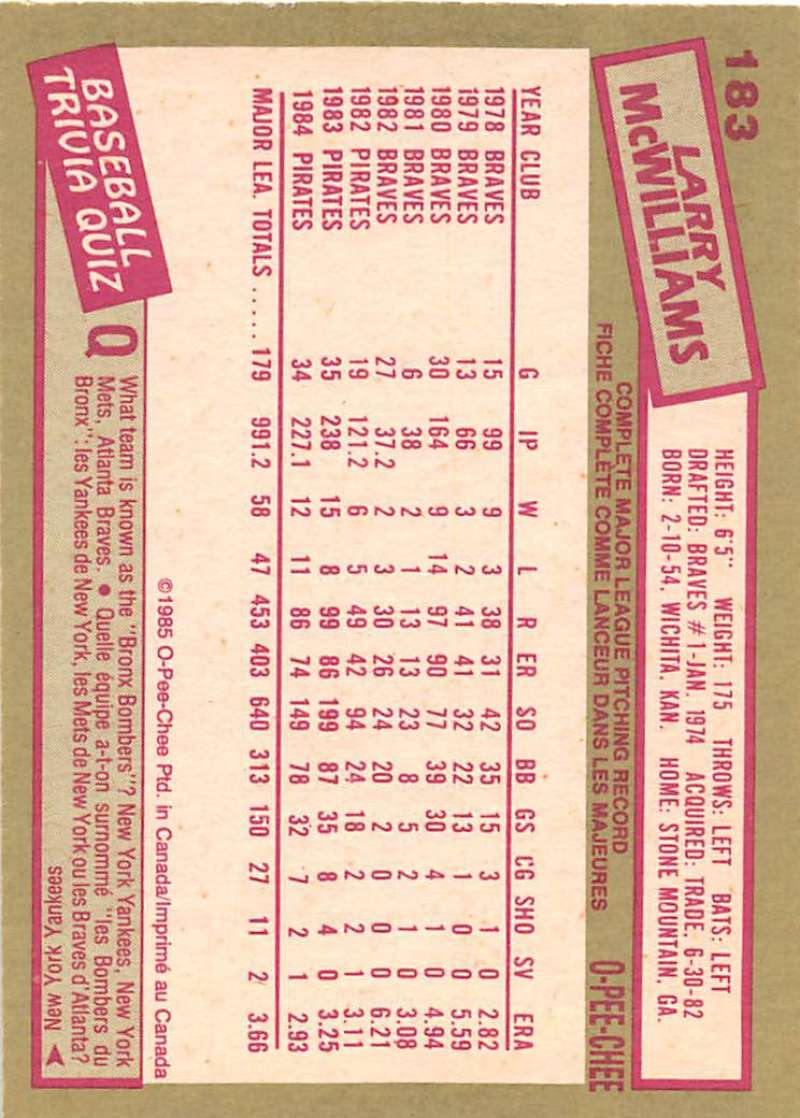 183
LARRY
McWILLIAMS
HEIGHT: 6'5" WEIGHT: 175 THROWS: LEFT BATS: LEFT
DRAFTED: BRAVES #1-JAN. 1974 ACQUIRED: TRADE, 6-30-82
BORN: 2-10-54, WICHITA, KAN. HOME: STONE MOUNTAIN, GA.
COMPLETE MAJOR LEAGUE PITCHING RECORD
FICHE COMPLÈTE COMME LANCEUR DANS LES MAJEURES
O-PEE-CHEE
YEAR CLUB G IP W L R ER SO BB GS CG SHO SV ERA
1978 BRAVES 15 99 9 3 38 31 42 35 15 3 1 0 2.82
1979 BRAVES 13 66 3 2 41 41 32 22 13 1 0 0 5.59
1980 BRAVES 30 164 9 14 97 90 77 39 30 4 1 0 4.94
1981 BRAVES 6 38 2 1 13 13 23 8 5 2 1 0 3.08
1982 BRAVES 27 37.2 2 3 30 26 24 20 2 0 0 0 6.21
1982 PIRATES 19 121.2 6 5 49 42 94 24 18 2 2 1 3.11
1983 PIRATES 35 238 15 8 99 86 199 87 35 8 4 0 3.25
1984 PIRATES 34 227.1 12 11 86 74 149 78 32 7 2 1 2.93
MAJOR LEA. TOTALS ..... 179 991.2 58 47 453 403 640 313 150 27 11 2 3.66
©1985 O-Pee-Chee Ptd. in Canada/Imprimé au Canada
BASEBALL
TRIVIA QUIZ
Q What team is known as the "Bronx Bombers"? New York Yankees, New York
Mets, Atlanta Braves. ● Quelle équipe a-t-on surnommé "les Bombers du
Bronx": les Yankees de New York, les Mets de New York ou les Braves d'Atlanta?
New York Yankees